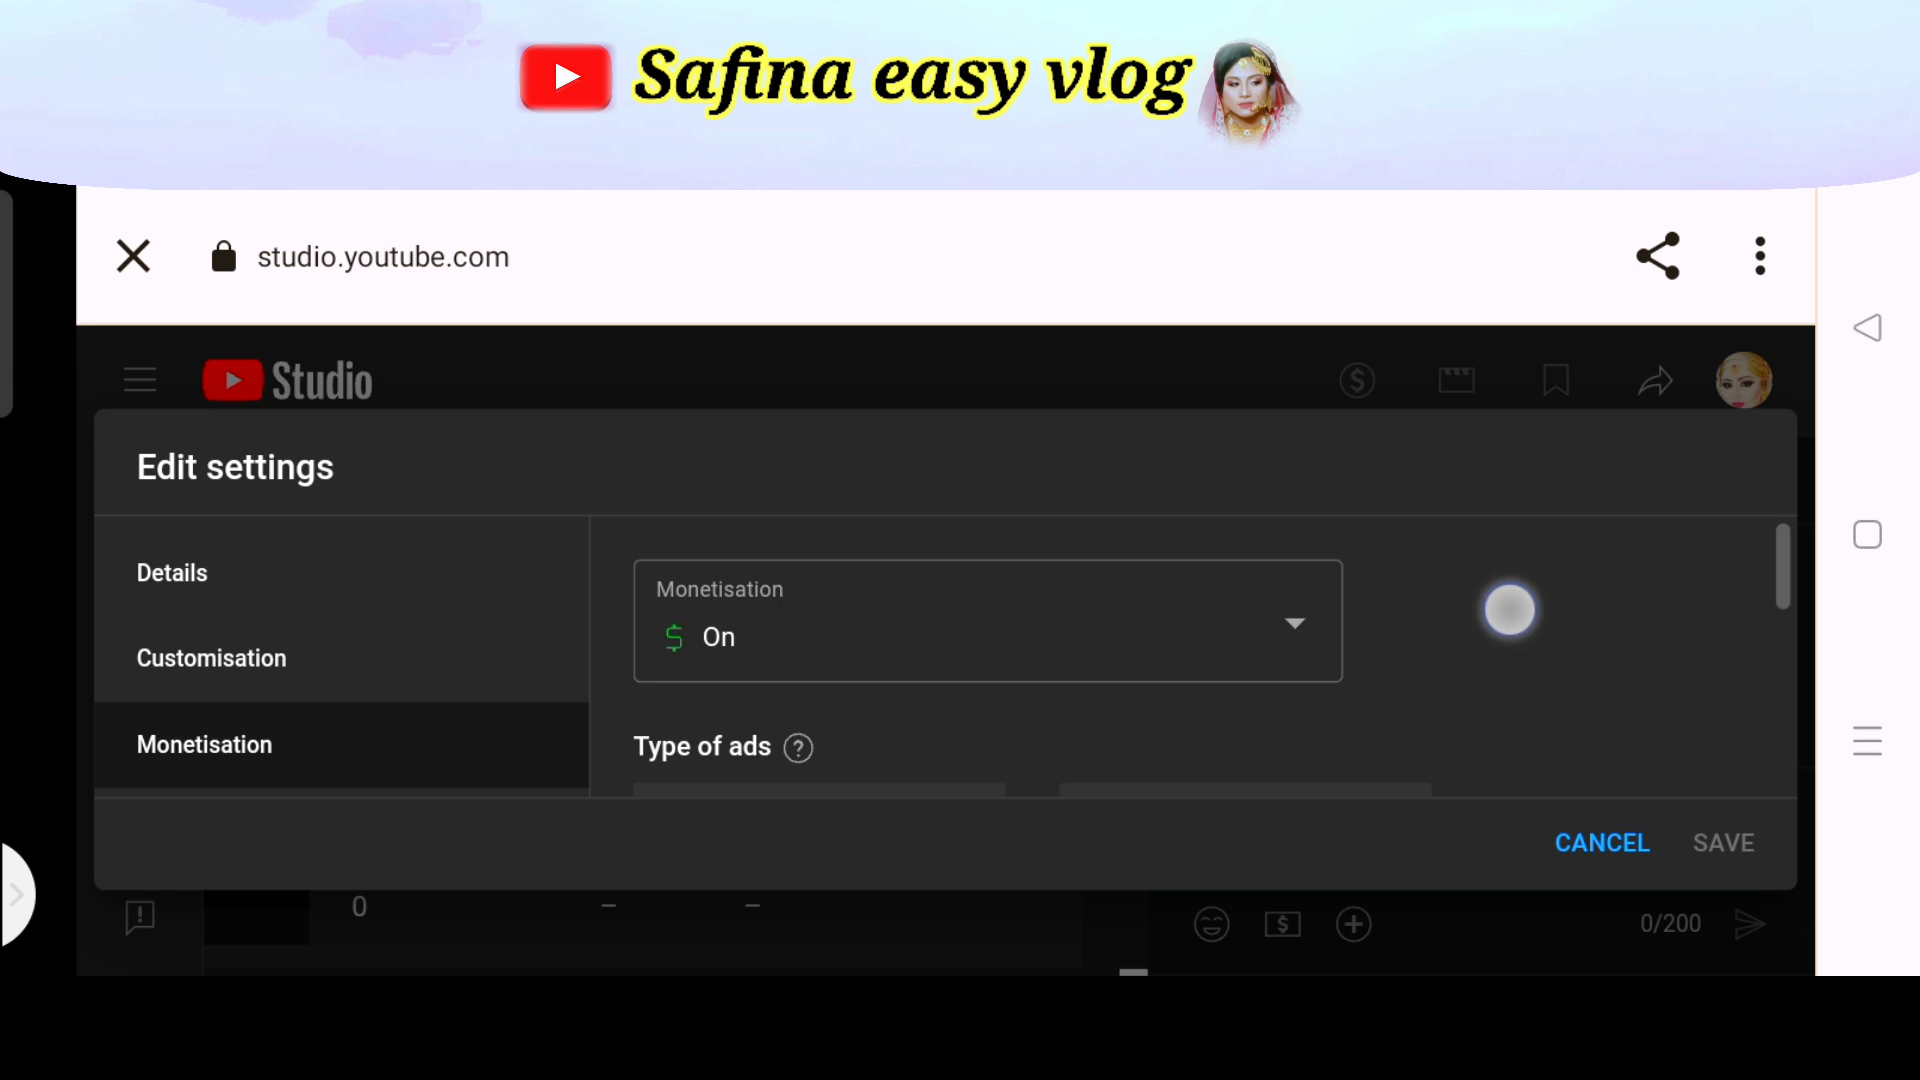 Safina easy vlog
studio.youtube.com
Studio
Edit settings
Details
Customisation
Monetisation
Monetisation
$ On
Type of ads ?
CANCEL SAVE
0 – –
0/200